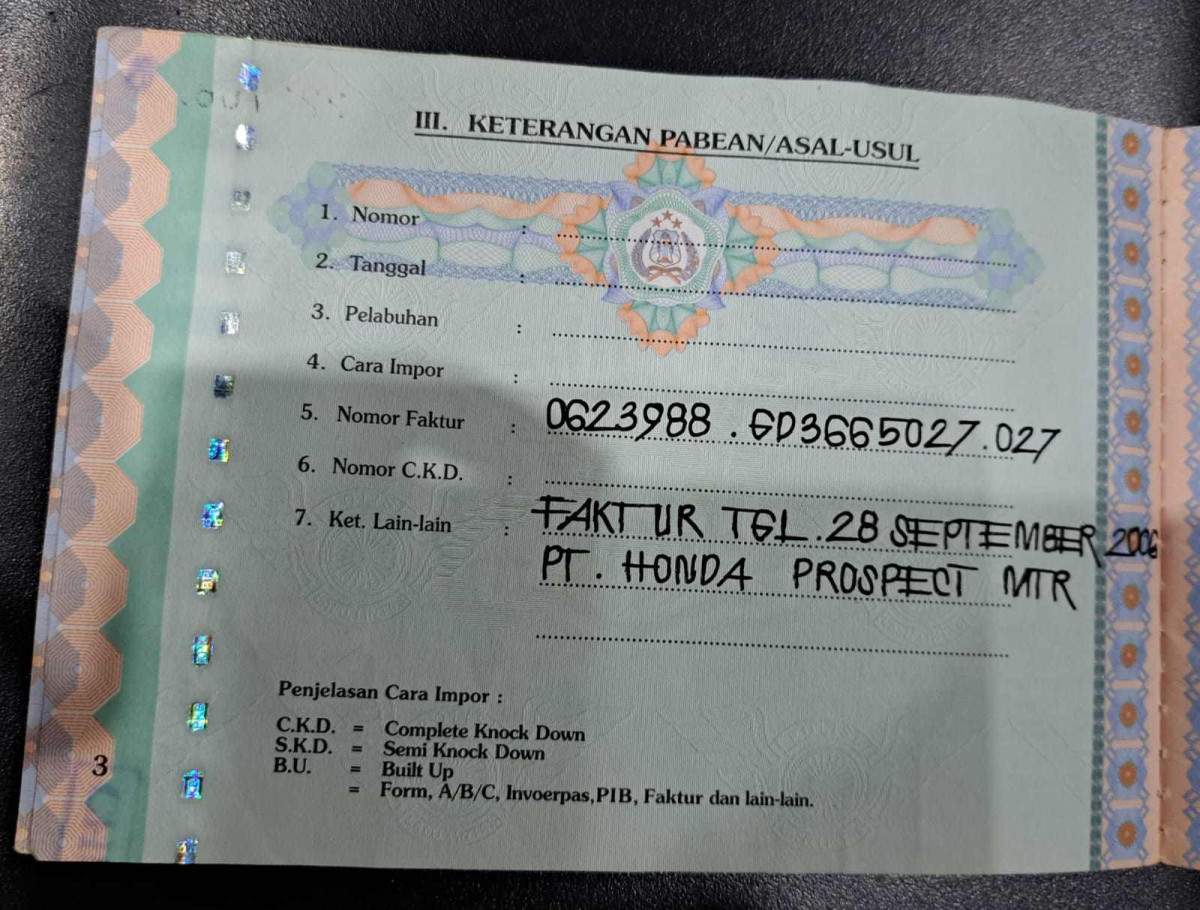 III. KETERANGAN PABEAN/ASAL-USUL
1. Nomor :
2. Tanggal :
3. Pelabuhan :
4. Cara Impor :
5. Nomor Faktur : 0623988.GD3665027.027
6. Nomor C.K.D. :
7. Ket. Lain-lain : FAKTUR TGL. 28 SEPTEMBER 2006
PT. HONDA PROSPECT MTR
Penjelasan Cara Impor :
C.K.D. = Complete Knock Down
S.K.D. = Semi Knock Down
B.U. = Built Up
= Form, A/B/C, Invoerpas,PIB, Faktur dan lain-lain.
3